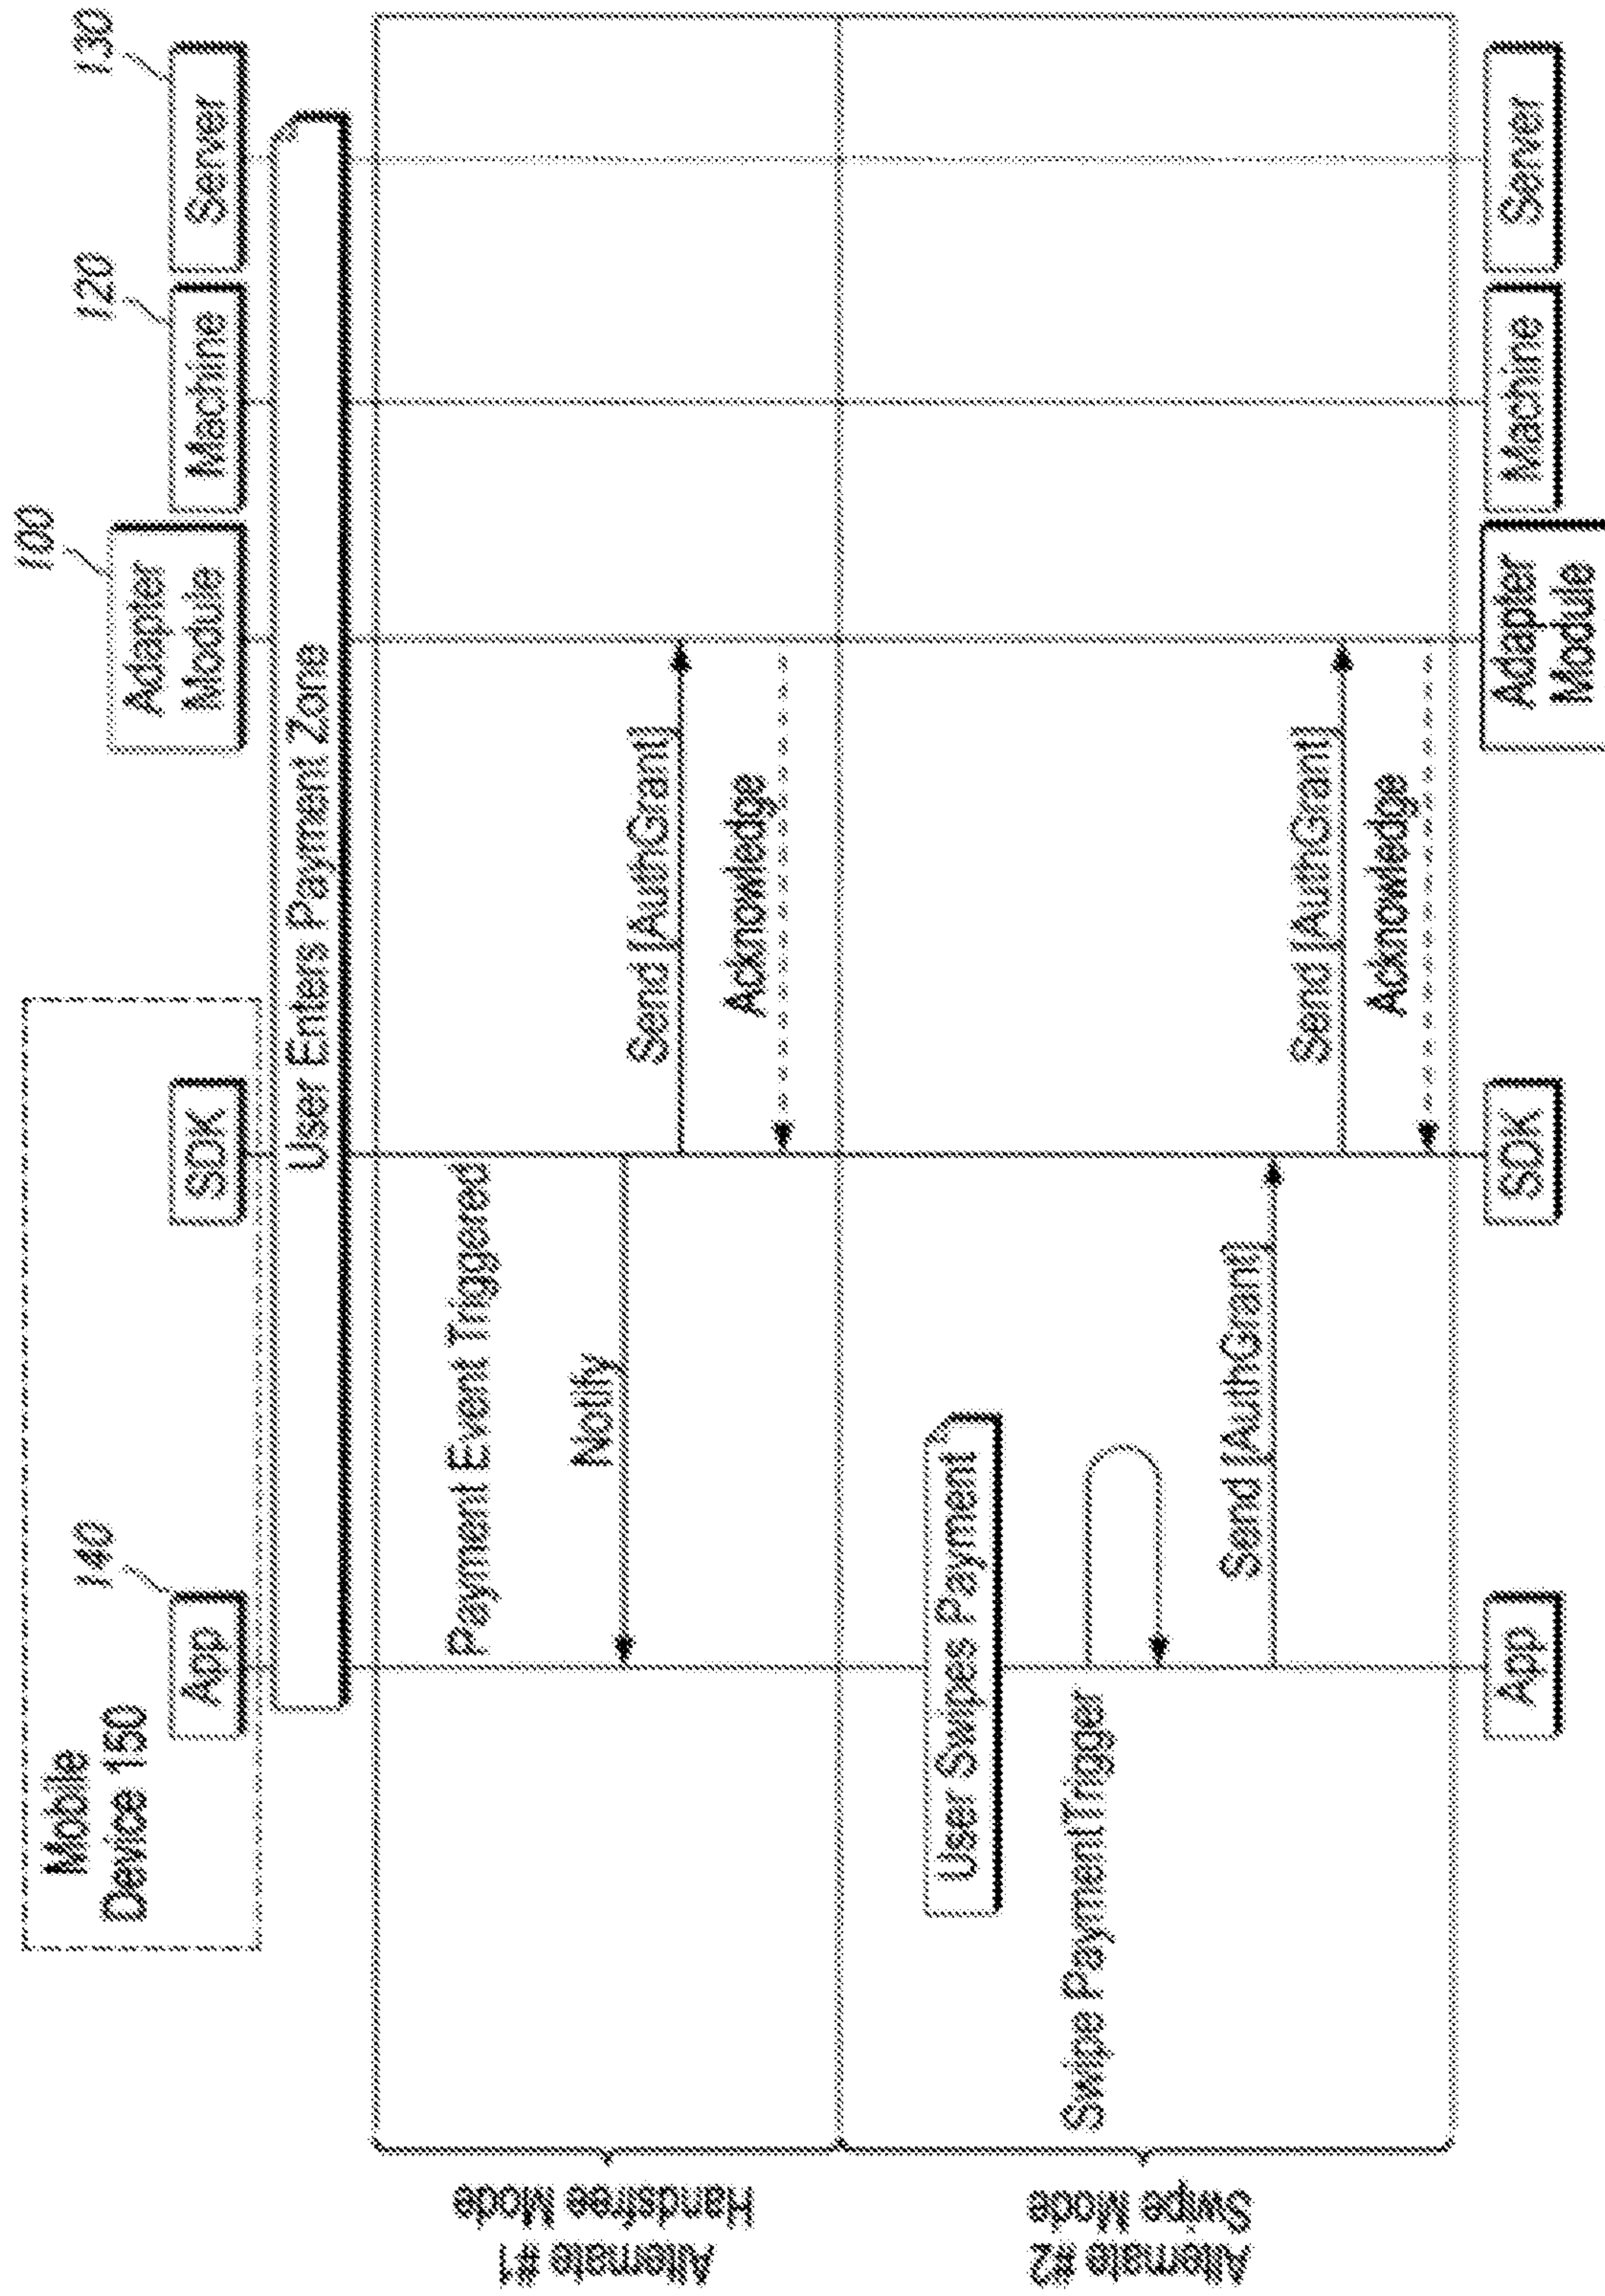 Mobile
Device 150
140
100
120
130
App
SDK
Adapter
Module
Machine
Server
User Enters Payment Zone
Alternate #1
Handsfree Mode
Payment Event Triggered
Notify
Send [AuthGrant]
Acknowledge
Alternate #2
Swipe Mode
User Swipes Payment
Swipe PaymentTrigger
Send [AuthGrant]
Send [AuthGrant]
Acknowledge
App
SDK
Adapter
Module
Machine
Server